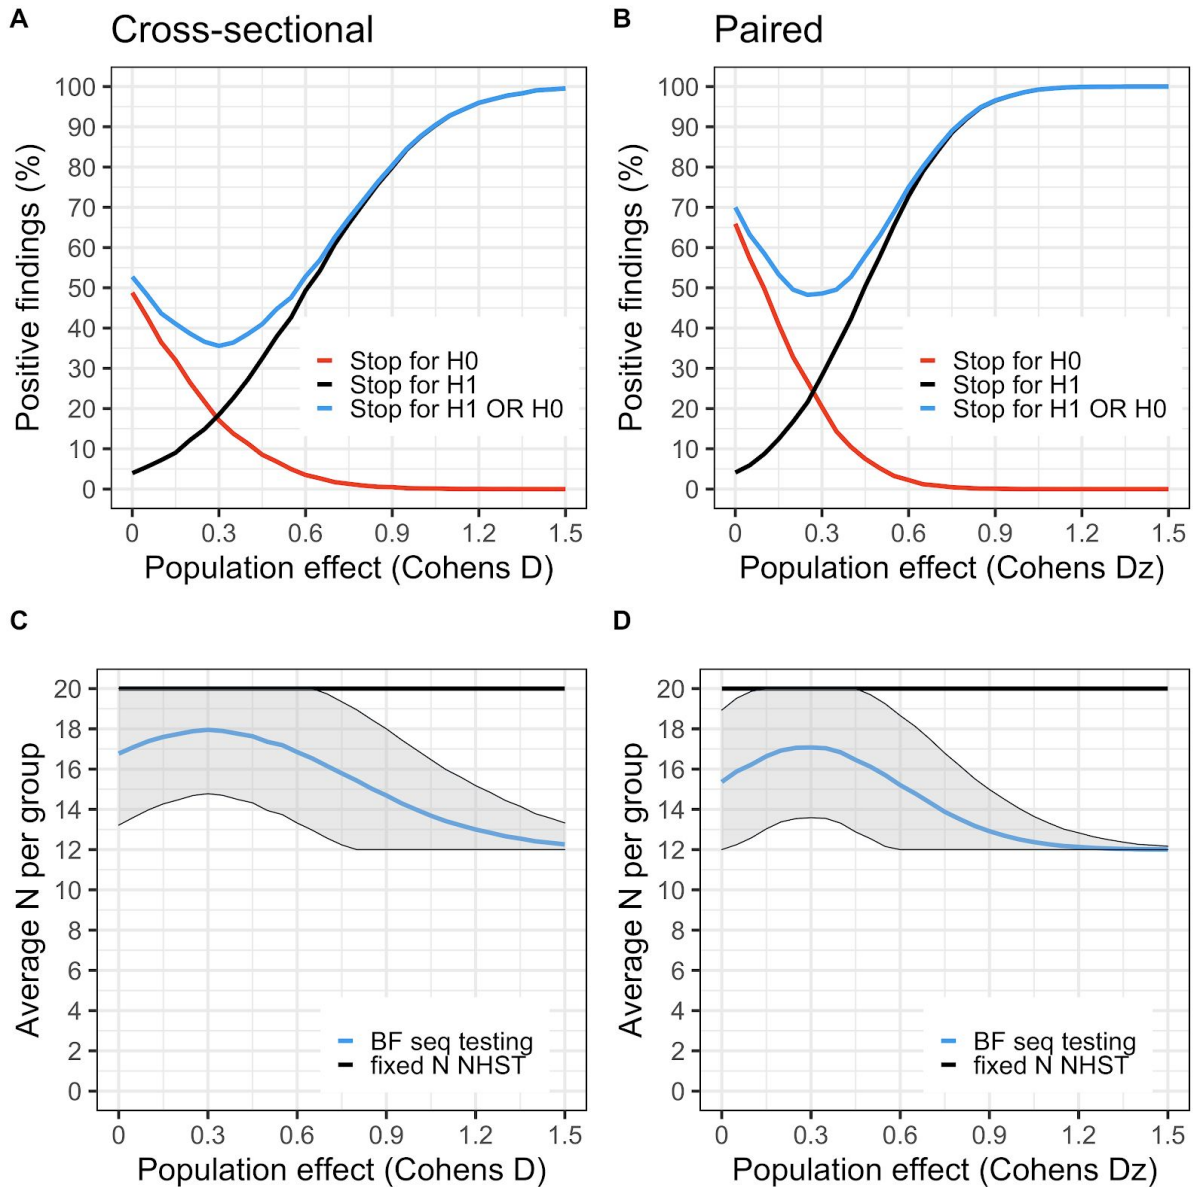 A
Cross-sectional
Positive findings (%)
100
90
80
70
60
50
40
30
20
10
0
Stop for H0
Stop for H1
Stop for H1 OR H0
0 0.3 0.6 0.9 1.2 1.5
Population effect (Cohens D)
B
Paired
Positive findings (%)
100
90
80
70
60
50
40
30
20
10
0
Stop for H0
Stop for H1
Stop for H1 OR H0
0 0.3 0.6 0.9 1.2 1.5
Population effect (Cohens Dz)
C
Average N per group
20
18
16
14
12
10
8
6
4
2
0
BF seq testing
fixed N NHST
0 0.3 0.6 0.9 1.2 1.5
Population effect (Cohens D)
D
Average N per group
20
18
16
14
12
10
8
6
4
2
0
BF seq testing
fixed N NHST
0 0.3 0.6 0.9 1.2 1.5
Population effect (Cohens Dz)